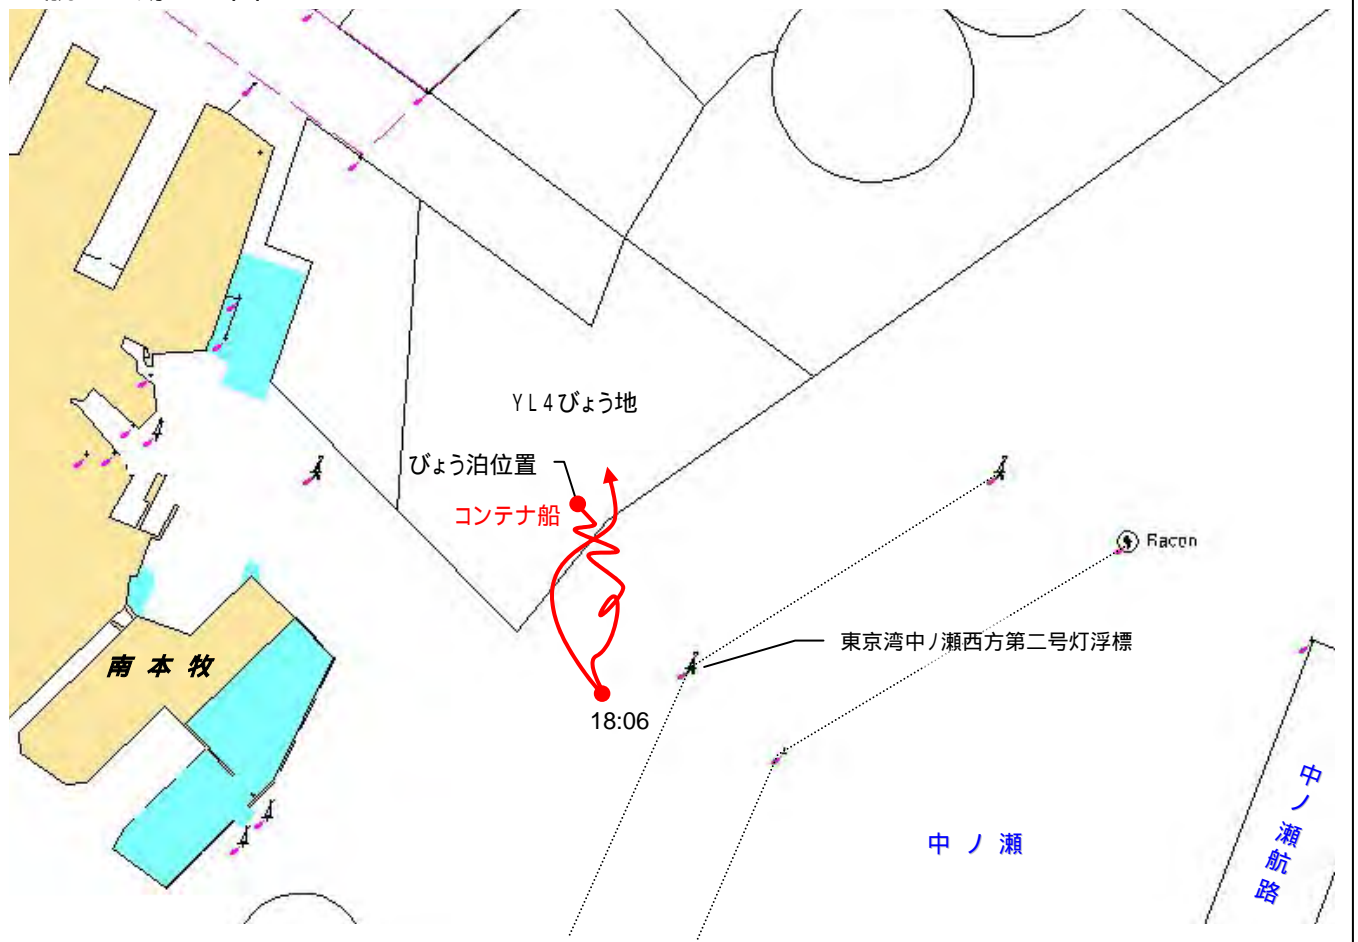 YL4びょう地
びょう泊位置
コンテナ船
Racon
東京湾中ノ瀬西方第二号灯浮標
南本牧
18:06
中ノ瀬
中ノ瀬航路